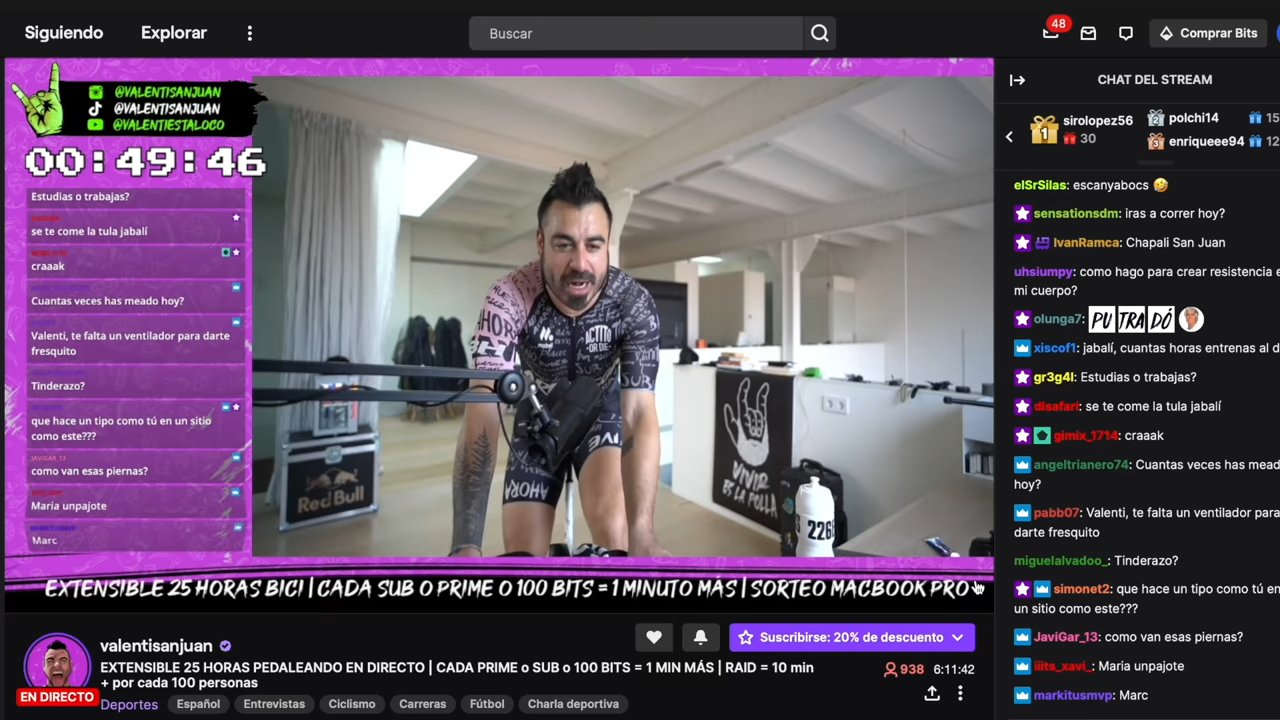 Siguiendo
Explorar
Buscar
48
Comprar Bits
@VALENTISANJUAN
@VALENTISANJUAN
@VALENTIESTALOCO
00:49:46
Estudias o trabajas?
se te come la tula jabalí
craaak
Cuantas veces has meado hoy?
Valenti, te falta un ventilador para darte
fresquito
Tinderazo?
que hace un tipo como tú en un sitio
como este???
JAVIGAR_13
como van esas piernas?
Maria unpajote
Marc
AHORA
ACTITO
OR DIE
SUB
AHORA
Red Bull
VIVIR
ES LA POLLA
226
EXTENSIBLE 25 HORAS BICI | CADA SUB O PRIME O 100 BITS = 1 MINUTO MÁS | SORTEO MACBOOK PRO
valentisanjuan
Suscribirse: 20% de descuento
EXTENSIBLE 25 HORAS PEDALEANDO EN DIRECTO | CADA PRIME o SUB o 100 BITS = 1 MIN MÁS | RAID = 10 min
+ por cada 100 personas
938
6:11:42
EN DIRECTO
Deportes
Español
Entrevistas
Ciclismo
Carreras
Fútbol
Charla deportiva
CHAT DEL STREAM
1
sirolopez56
30
2
polchi14
15
3
enriqueee94
12
elSrSilas: escanyabocs
sensationsdm: iras a correr hoy?
IvanRamca: Chapali San Juan
uhsiumpy: como hago para crear resistencia e
mi cuerpo?
olunga7: PU TRA DÓ
xiscof1: jabalí, cuantas horas entrenas al d
gr3g4l: Estudias o trabajas?
disafari: se te come la tula jabalí
gimix_1714: craaak
angeltrianero74: Cuantas veces has mead
hoy?
pabb07: Valenti, te falta un ventilador para
darte fresquito
miguelalvadoo_: Tinderazo?
simonet2: que hace un tipo como tú en
un sitio como este???
JaviGar_13: como van esas piernas?
iiits_xavi_: Maria unpajote
markitusmvp: Marc